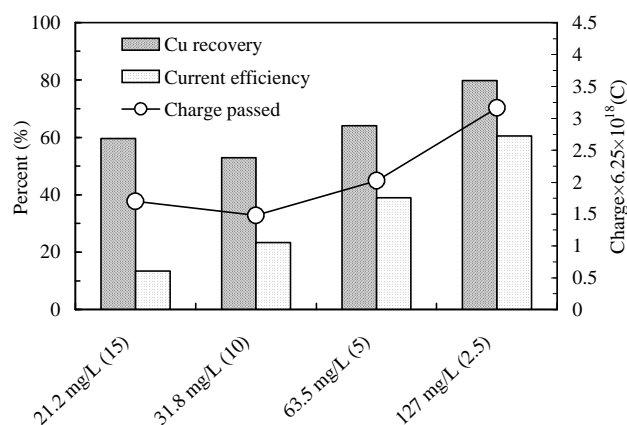 100
80
60
40
20
0
Percent (%)
Cu recovery
Current efficiency
Charge passed
4.5
4
3.5
3
2.5
2
1.5
1
0.5
0
Charge×6.25×10^18(C)
21.2 mg/L (15)
31.8 mg/L (10)
63.5 mg/L (5)
127 mg/L (2.5)